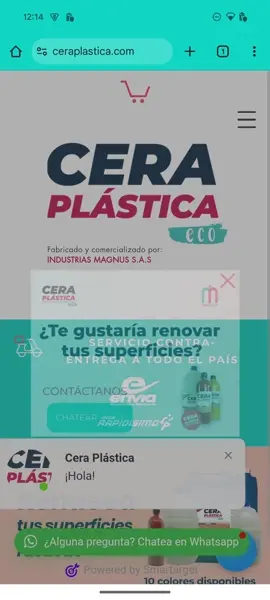 12:14
ceraplastica.com
1
CERA
PLÁSTICA
eco
Fabricado y comercializado por:
INDUSTRIAS MAGNUS S.A.S
CERA
PLÁSTICA
¿Te gustaría renovar
tus superficies?
SERVICIO CONTRA-
ENTREGA A TODO EL PAÍS
CONTÁCTANOS
envia
CHATEAR
RAPIDÍSIMO
CERA
PLÁST
Cera Plástica
¡Hola!
tus superficies
¿Alguna pregunta? Chatea en Whatsapp
Powered by Smartarget
10 colores disponibles